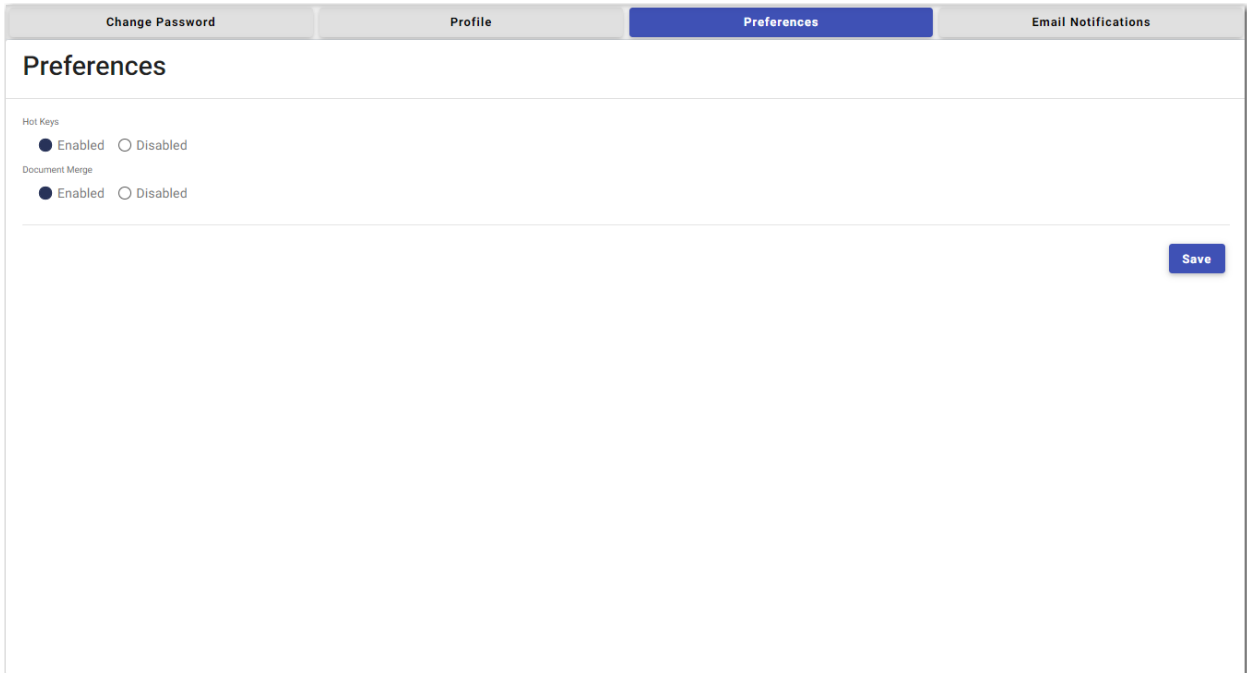 Change Password Profile Preferences Email Notifications
Preferences
Hot Keys
Enabled Disabled
Document Merge
Enabled Disabled
Save